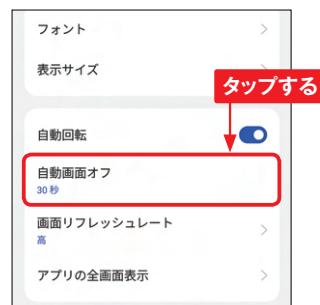 フォント
表示サイズ
タップする
自動回転
自動画面オフ
30 秒
画面リフレッシュレート
高
アプリの全画面表示